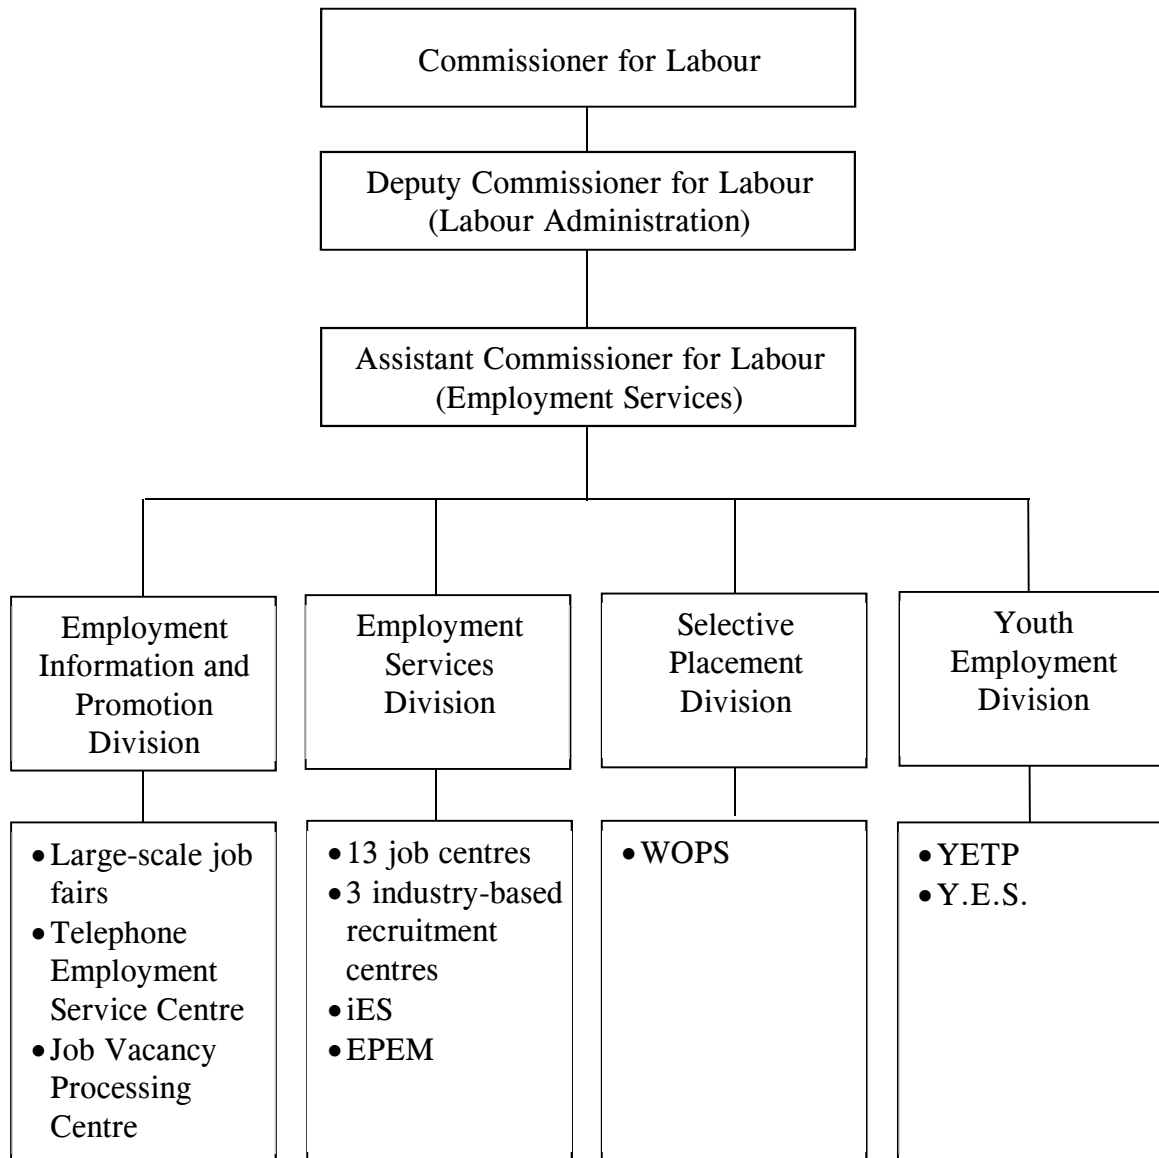 Commissioner for Labour
Deputy Commissioner for Labour
(Labour Administration)
Assistant Commissioner for Labour
(Employment Services)
Employment
Information and
Promotion
Division
Employment
Services
Division
Selective
Placement
Division
Youth
Employment
Division
•Large-scale job
fairs
•Telephone
Employment
Service Centre
•Job Vacancy
Processing
Centre
•13 job centres
•3 industry-based
recruitment
centres
•iES
•EPEM
•WOPS
•YETP
•Y.E.S.